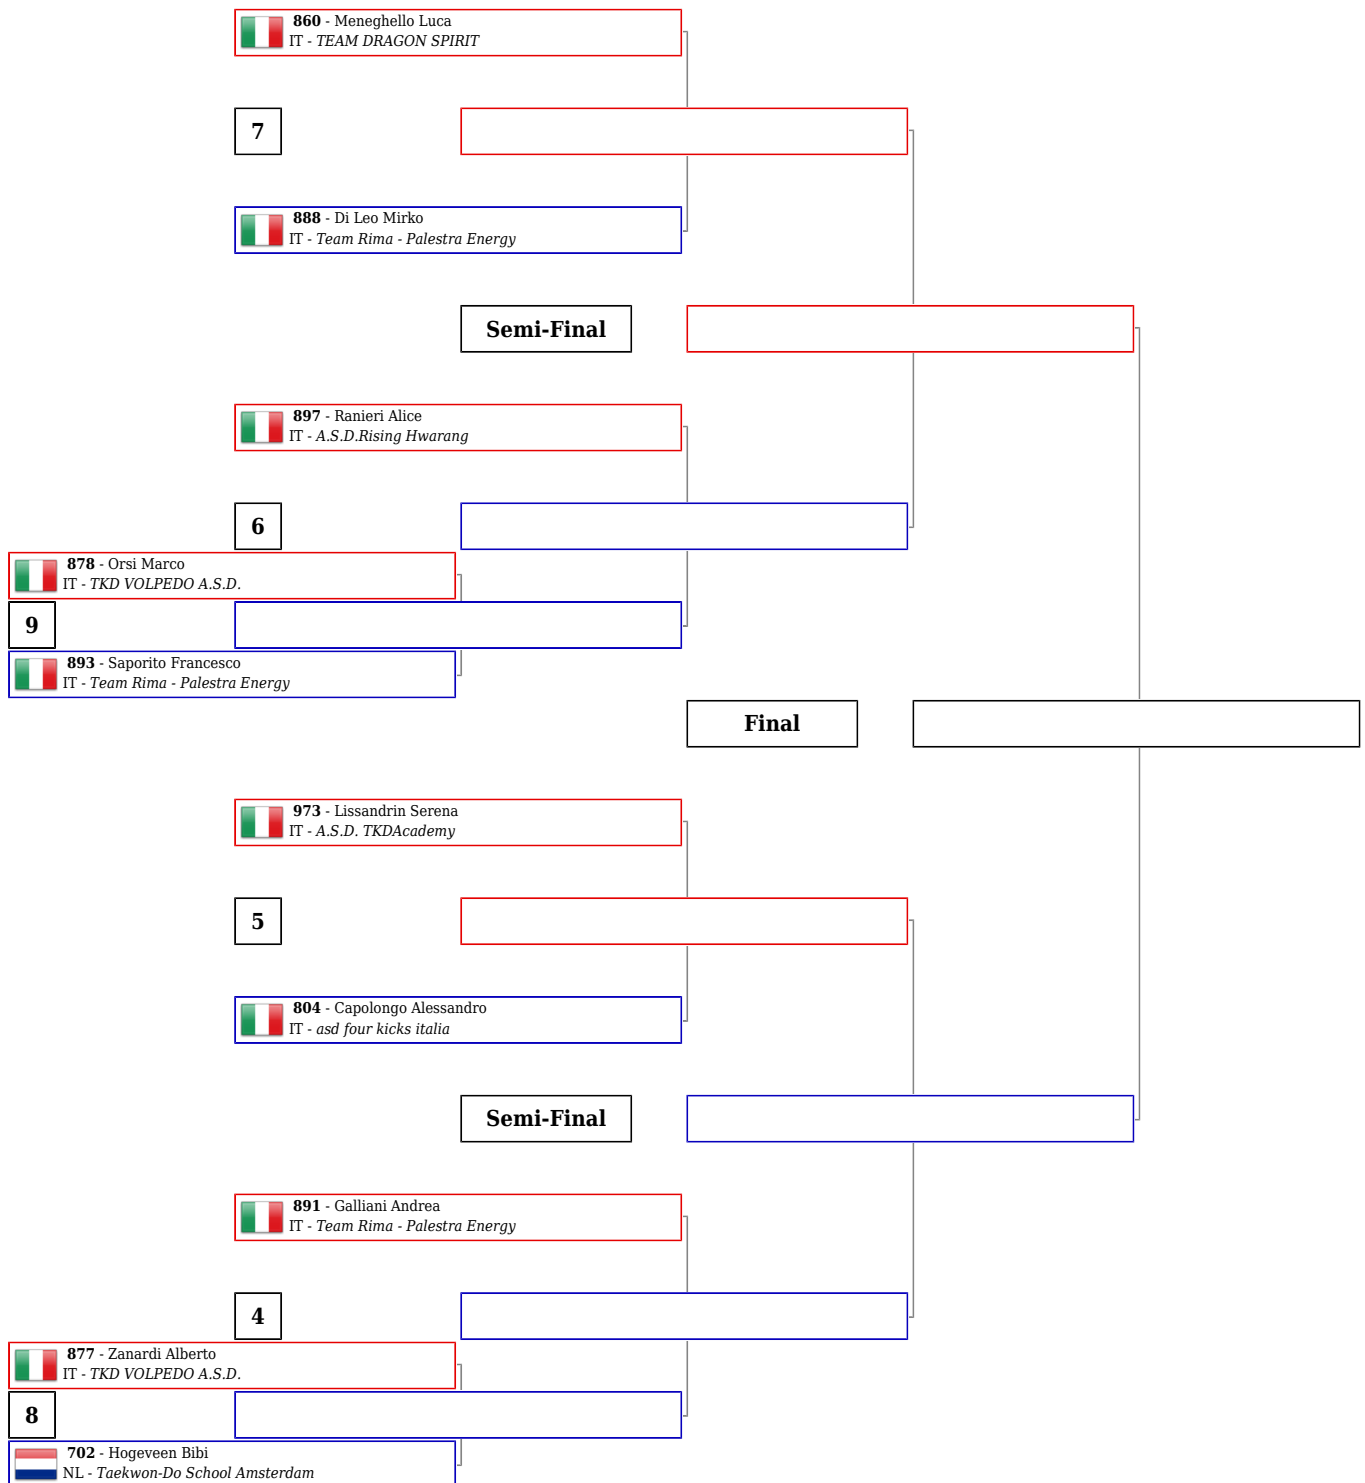 860 - Meneghello Luca
IT - TEAM DRAGON SPIRIT
7
888 - Di Leo Mirko
IT - Team Rima - Palestra Energy
Semi-Final
897 - Ranieri Alice
IT - A.S.D.Rising Hwarang
6
878 - Orsi Marco
IT - TKD VOLPEDO A.S.D.
9
893 - Saporito Francesco
IT - Team Rima - Palestra Energy
Final
973 - Lissandrin Serena
IT - A.S.D. TKDAcademy
5
804 - Capolongo Alessandro
IT - asd four kicks italia
Semi-Final
891 - Galliani Andrea
IT - Team Rima - Palestra Energy
4
877 - Zanardi Alberto
IT - TKD VOLPEDO A.S.D.
8
702 - Hogeveen Bibi
NL - Taekwon-Do School Amsterdam